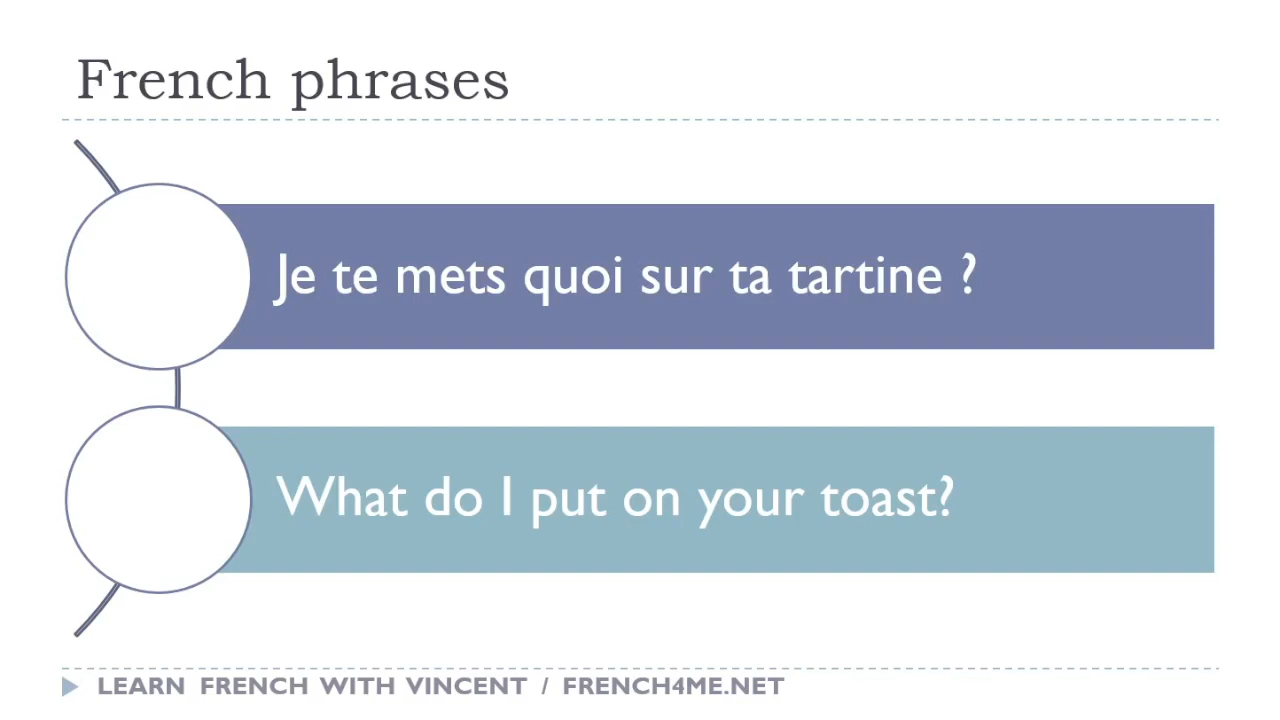 French phrases
Je te mets quoi sur ta tartine ?
What do I put on your toast?
LEARN FRENCH WITH VINCENT / FRENCH4ME.NET